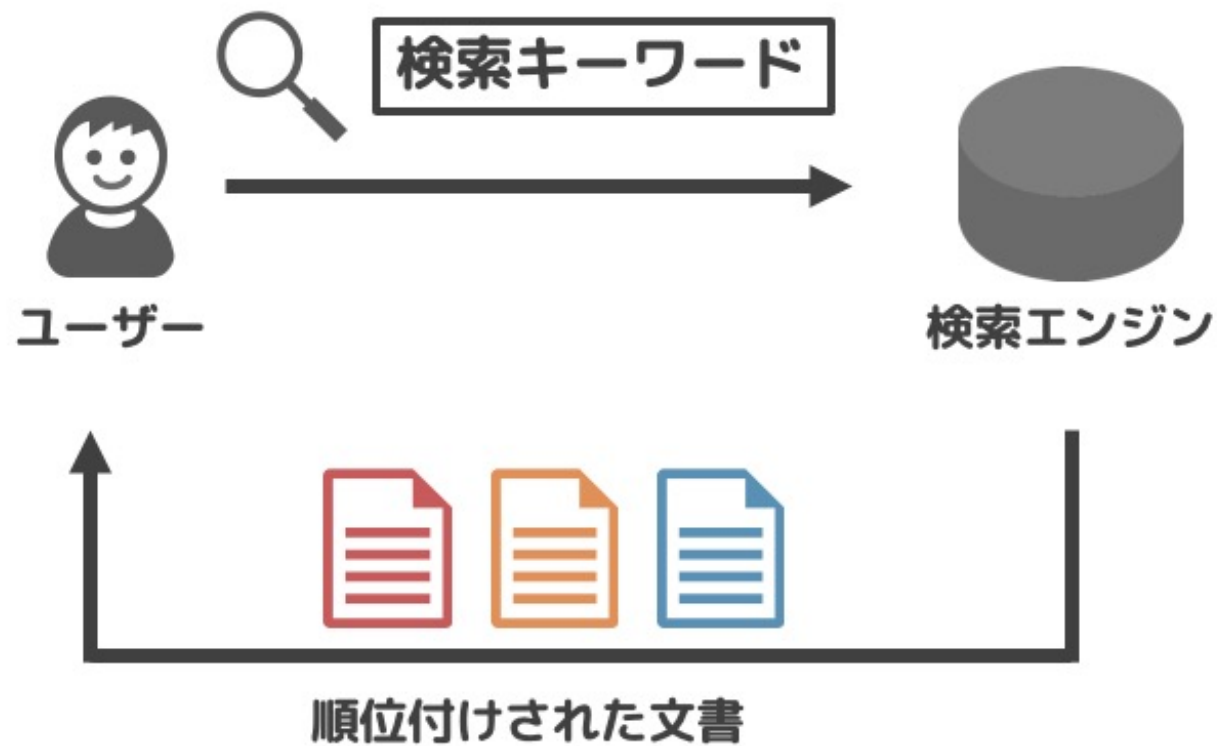 検索キーワード
ユーザー
検索エンジン
順位付けされた文書